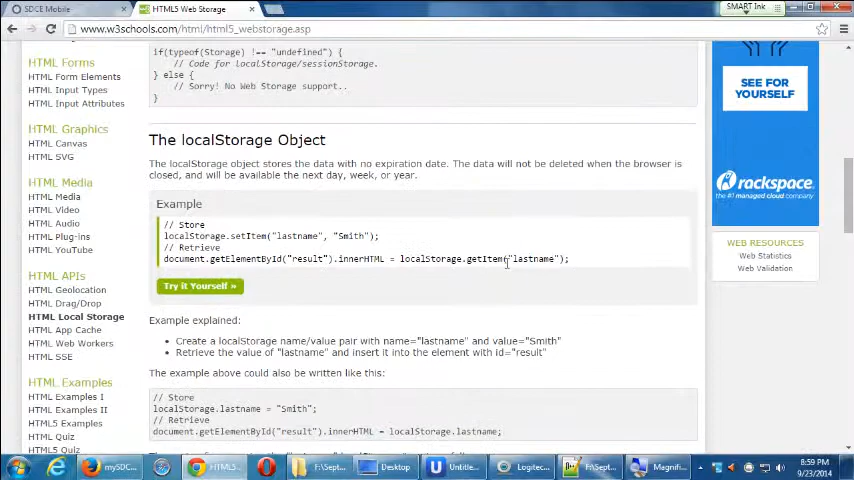 SDCE Mobile
HTML5 Web Storage
SMART Ink
www.w3schools.com/html/html5_webstorage.asp
HTML Forms
HTML Form Elements
HTML Input Types
HTML Input Attributes
HTML Graphics
HTML Canvas
HTML SVG
HTML Media
HTML Media
HTML Video
HTML Audio
HTML Plug-ins
HTML YouTube
HTML APIs
HTML Geolocation
HTML Drag/Drop
HTML Local Storage
HTML App Cache
HTML Web Workers
HTML SSE
HTML Examples
HTML Examples I
HTML Examples II
HTML5 Examples
HTML Quiz
HTML5 Quiz
if(typeof(Storage) !== "undefined") {
// Code for localStorage/sessionStorage.
} else {
// Sorry! No Web Storage support..
}
The localStorage Object
The localStorage object stores the data with no expiration date. The data will not be deleted when the browser is
closed, and will be available the next day, week, or year.
Example
// Store
localStorage.setItem("lastname", "Smith");
// Retrieve
document.getElementById("result").innerHTML = localStorage.getItem("lastname");
Try it Yourself »
Example explained:
• Create a localStorage name/value pair with name="lastname" and value="Smith"
• Retrieve the value of "lastname" and insert it into the element with id="result"
The example above could also be written like this:
// Store
localStorage.lastname = "Smith";
// Retrieve
document.getElementById("result").innerHTML = localStorage.lastname;
SEE FOR
YOURSELF
rackspace
the #1 managed cloud company
WEB RESOURCES
Web Statistics
Web Validation
mySDC...
HTML5...
F:\Sept...
Desktop
Untitle...
Logitec...
F:\Sept...
Magnifi...
8:59 PM
9/23/2014